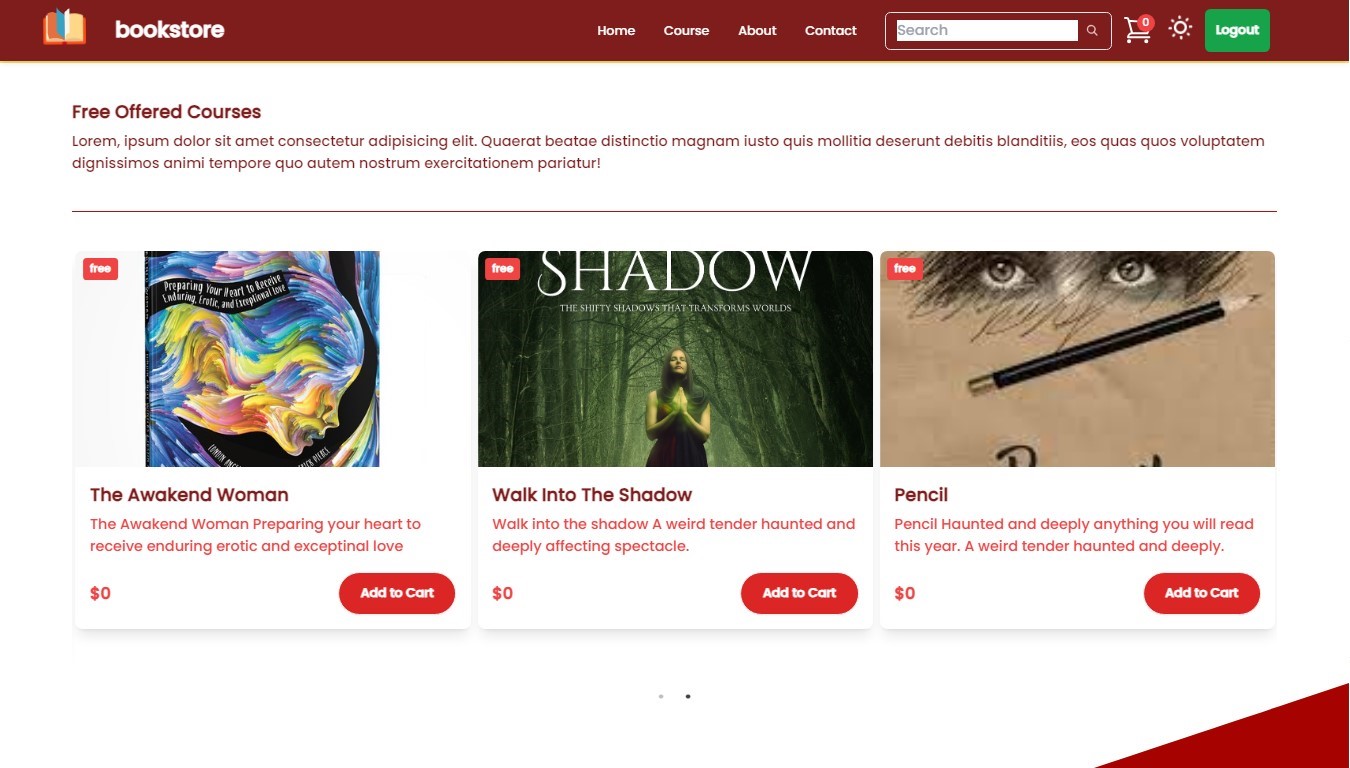 bookstore
Home
Course
About
Contact
Search
0
Logout
Free Offered Courses
Lorem, ipsum dolor sit amet consectetur adipisicing elit. Quaerat beatae distinctio magnam iusto quis mollitia deserunt debitis blanditiis, eos quas quos voluptatem
dignissimos animi tempore quo autem nostrum exercitationem pariatur!
free
Preparing Your Heart to Receive
Enduring, Erotic, and Exceptional Love
The Awakend Woman
The Awakend Woman Preparing your heart to
receive enduring erotic and exceptinal love
$0
Add to Cart
free
SHADOW
THE SHIFTY SHADOWS THAT TRANSFORMS WORLDS
Walk Into The Shadow
Walk into the shadow A weird tender haunted and
deeply affecting spectacle.
$0
Add to Cart
free
Pencil
Pencil Haunted and deeply anything you will read
this year. A weird tender haunted and deeply.
$0
Add to Cart